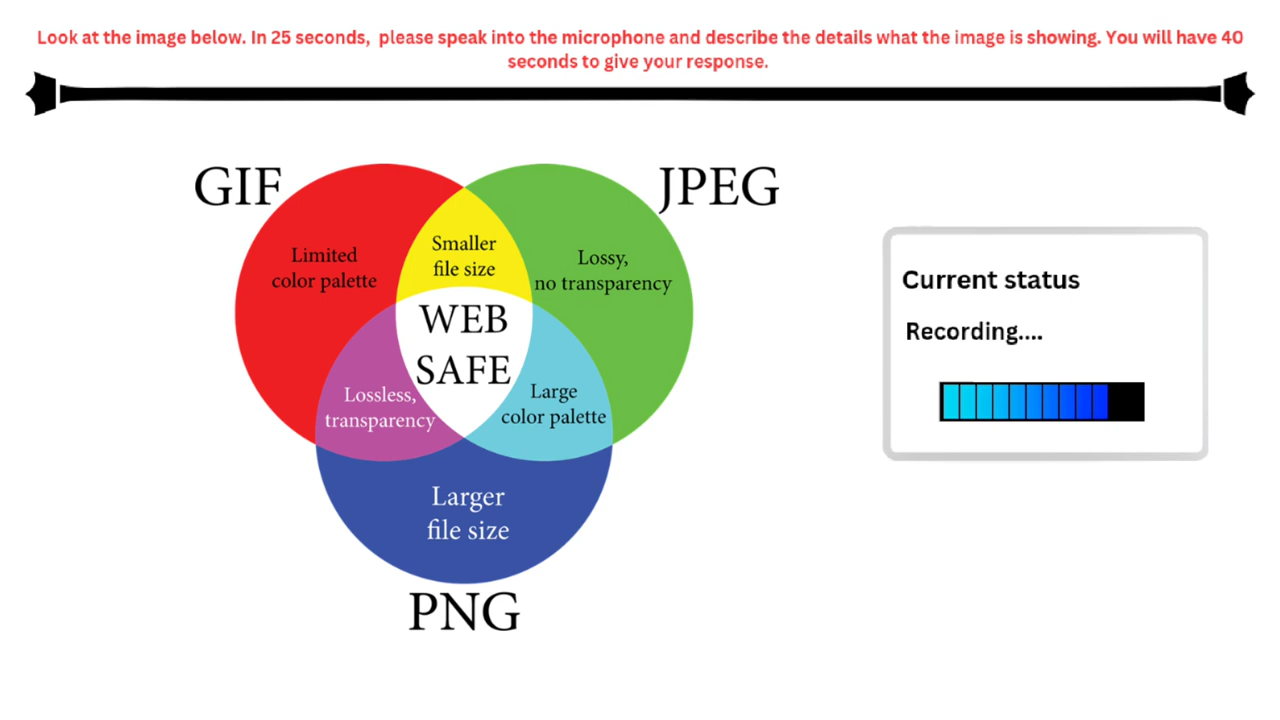 Look at the image below. In 25 seconds,  please speak into the microphone and describe the details what the image is showing. You will have 40
seconds to give your response.
GIF
JPEG
Limited
color palette
Smaller
file size
Lossy,
no transparency
WEB
SAFE
Lossless,
transparency
Large
color palette
Larger
file size
PNG
Current status
Recording....